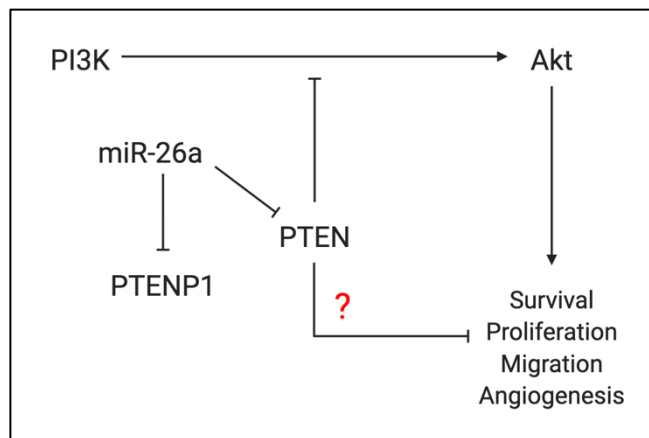 PI3K
Akt
miR-26a
PTEN
PTENP1
?
Survival
Proliferation
Migration
Angiogenesis